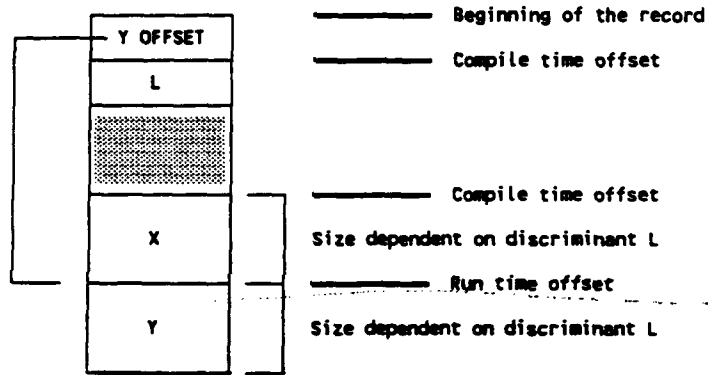 Beginning of the record
Y OFFSET
Compile time offset
L
Compile time offset
X
Size dependent on discriminant L
Run time offset
Y
Size dependent on discriminant L